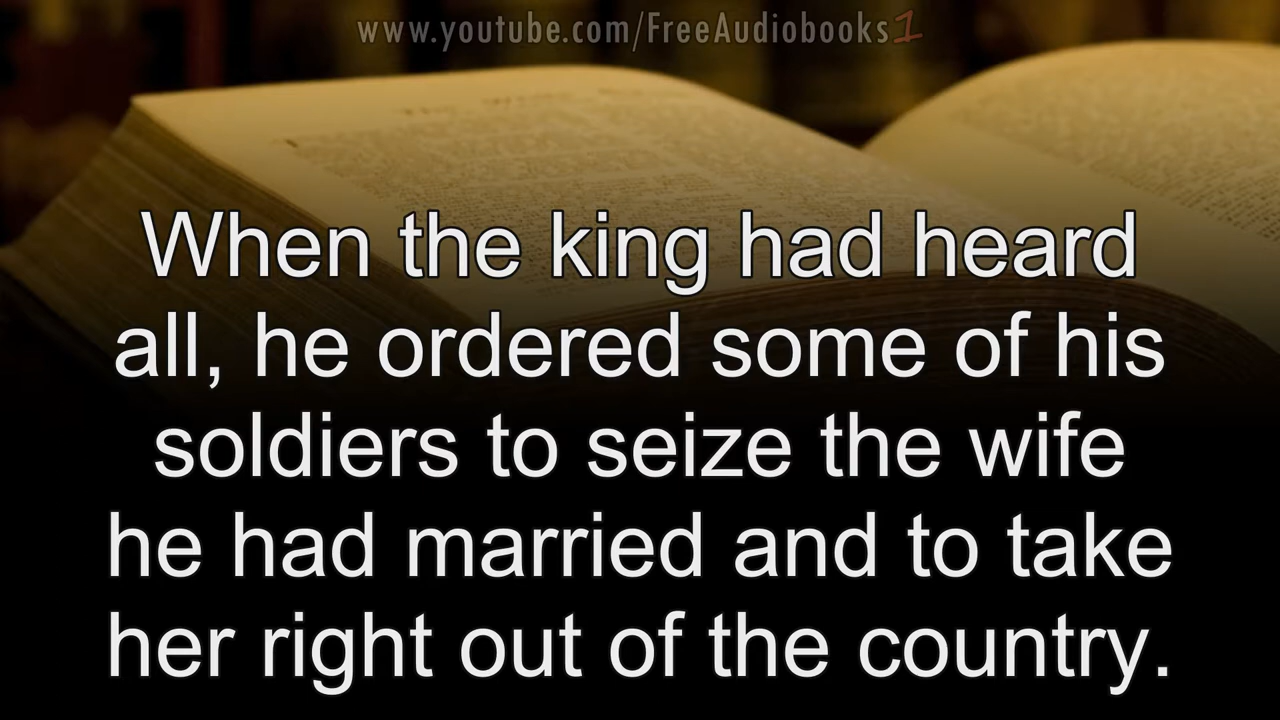 www.youtube.com/FreeAudiobooks1
When the king had heard
all, he ordered some of his
soldiers to seize the wife
he had married and to take
her right out of the country.